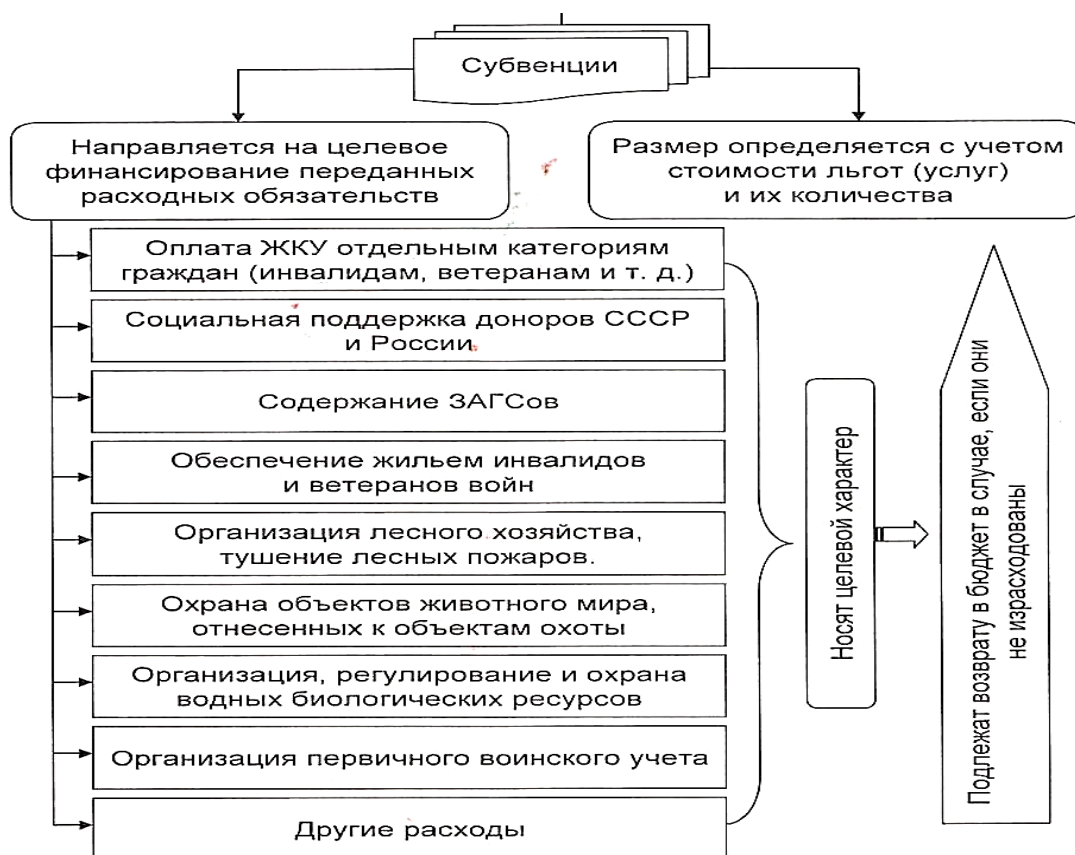 Субвенции
Направляется на целевое
финансирование переданных
расходных обязательств
Размер определяется с учетом
стоимости льгот (услуг)
и их количества
Оплата ЖКУ отдельным категориям
граждан (инвалидам, ветеранам и т. д.)
Социальная поддержка доноров СССР
и России
Содержание ЗАГСов
Обеспечение жильем инвалидов
и ветеранов войн
Организация лесного хозяйства,
тушение лесных пожаров.
Охрана объектов животного мира,
отнесенных к объектам охоты
Организация, регулирование и охрана
водных биологических ресурсов
Организация первичного воинского учета
Другие расходы
Носят целевой характер
Подлежат возврату в бюджет в случае, если они
не израсходованы